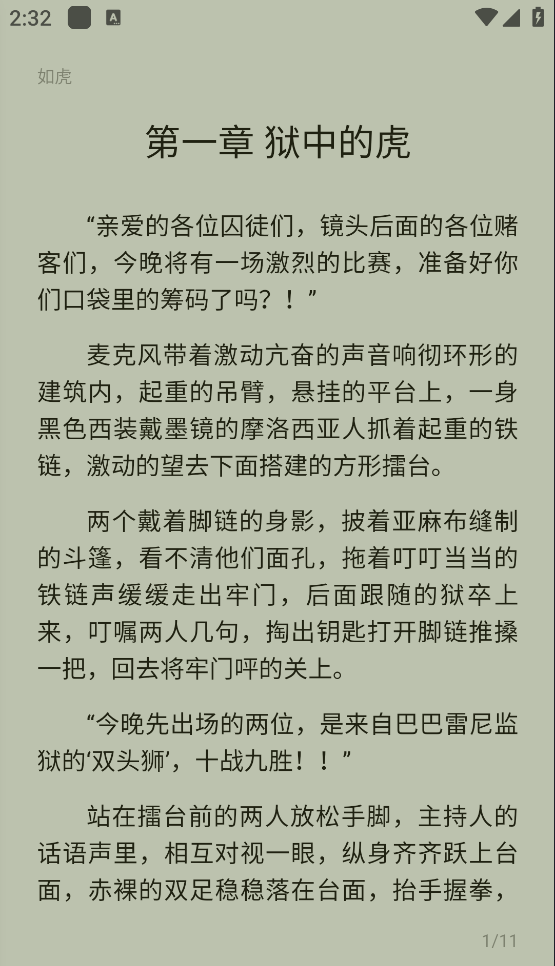 2:32
A
如虎
第一章 狱中的虎
“亲爱的各位囚徒们，镜头后面的各位赌
客们，今晚将有一场激烈的比赛，准备好你
们口袋里的筹码了吗？！”
麦克风带着激动亢奋的声音响彻环形的
建筑内，起重的吊臂，悬挂的平台上，一身
黑色西装戴墨镜的摩洛西亚人抓着起重的铁
链，激动的望去下面搭建的方形擂台。
两个戴着脚链的身影，披着亚麻布缝制
的斗篷，看不清他们面孔，拖着叮叮当当的
铁链声缓缓走出牢门，后面跟随的狱卒上
来，叮嘱两人几句，掏出钥匙打开脚链推搡
一把，回去将牢门呯的关上。
“今晚先出场的两位，是来自巴巴雷尼监
狱的‘双头狮’，十战九胜！！”
站在擂台前的两人放松手脚，主持人的
话语声里，相互对视一眼，纵身齐齐跃上台
面，赤裸的双足稳稳落在台面，抬手握拳，
1/11